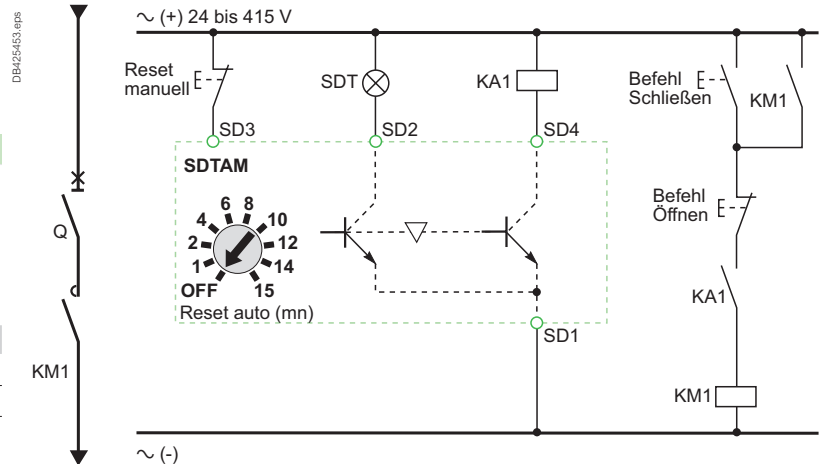 DB425453.eps
∼ (+) 24 bis 415 V
Reset
manuell
SDT
KA1
Befehl
Schließen
KM1
SD3
SD2
SD4
SDTAM
6 8
4 10
2 12
1 14
OFF 15
Reset auto (mn)
Befehl
Öffnen
Q
KA1
SD1
KM1
KM1
∼ (-)